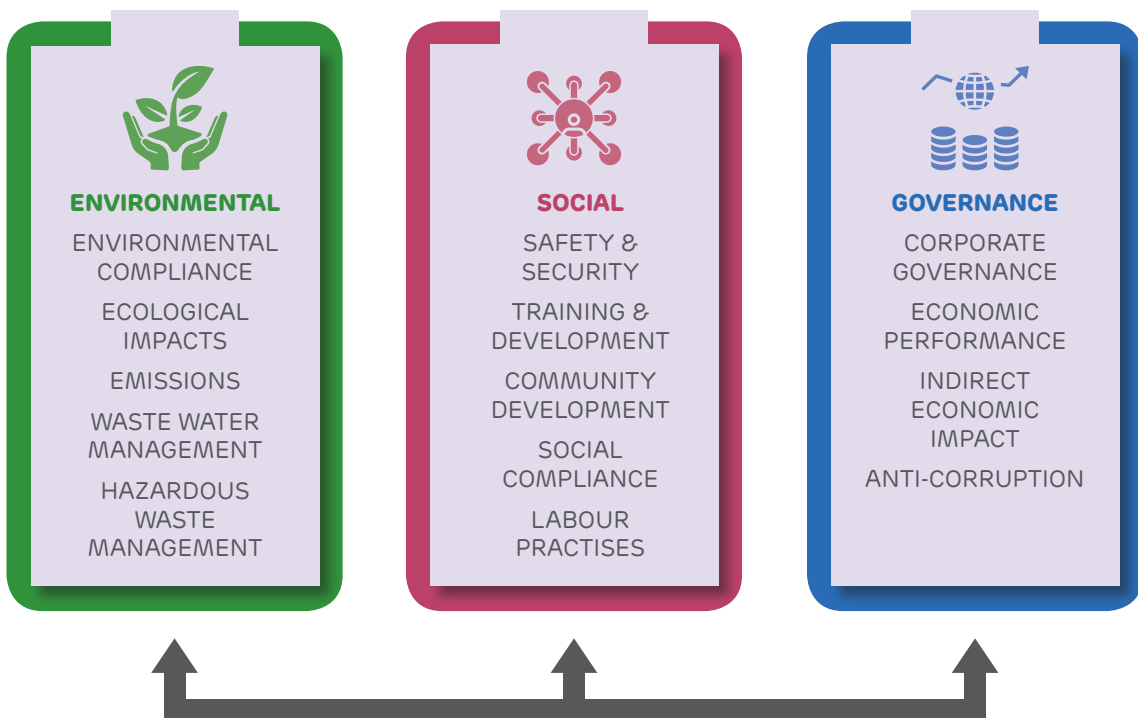 ENVIRONMENTAL
ENVIRONMENTAL
COMPLIANCE
ECOLOGICAL
IMPACTS
EMISSIONS
WASTE WATER
MANAGEMENT
HAZARDOUS
WASTE
MANAGEMENT
SOCIAL
SAFETY &
SECURITY
TRAINING &
DEVELOPMENT
COMMUNITY
DEVELOPMENT
SOCIAL
COMPLIANCE
LABOUR
PRACTISES
GOVERNANCE
CORPORATE
GOVERNANCE
ECONOMIC
PERFORMANCE
INDIRECT
ECONOMIC
IMPACT
ANTI-CORRUPTION